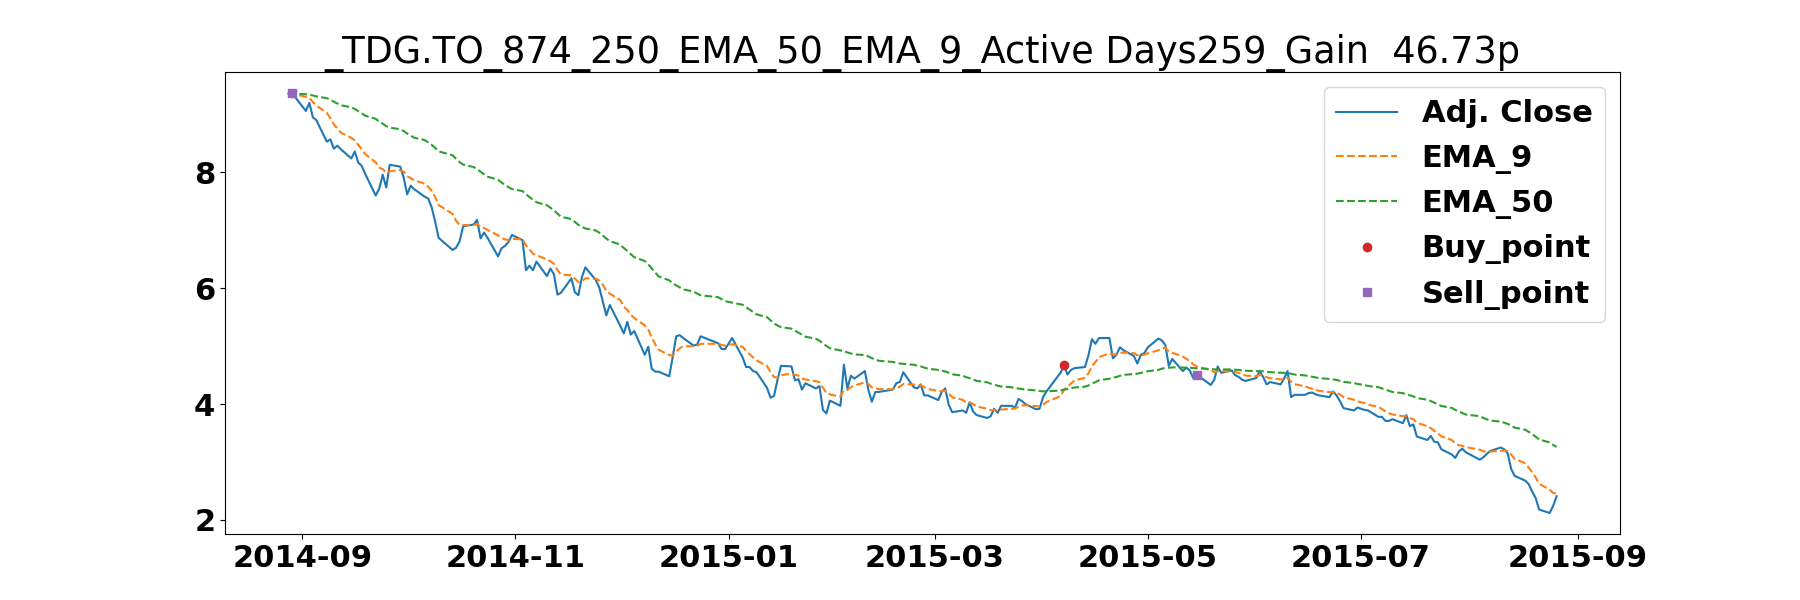 _TDG.TO_874_250_EMA_50_EMA_9_Active Days259_Gain  46.73p
Adj. Close
EMA_9
EMA_50
Buy_point
Sell_point
8
6
4
2
2014-09
2014-11
2015-01
2015-03
2015-05
2015-07
2015-09